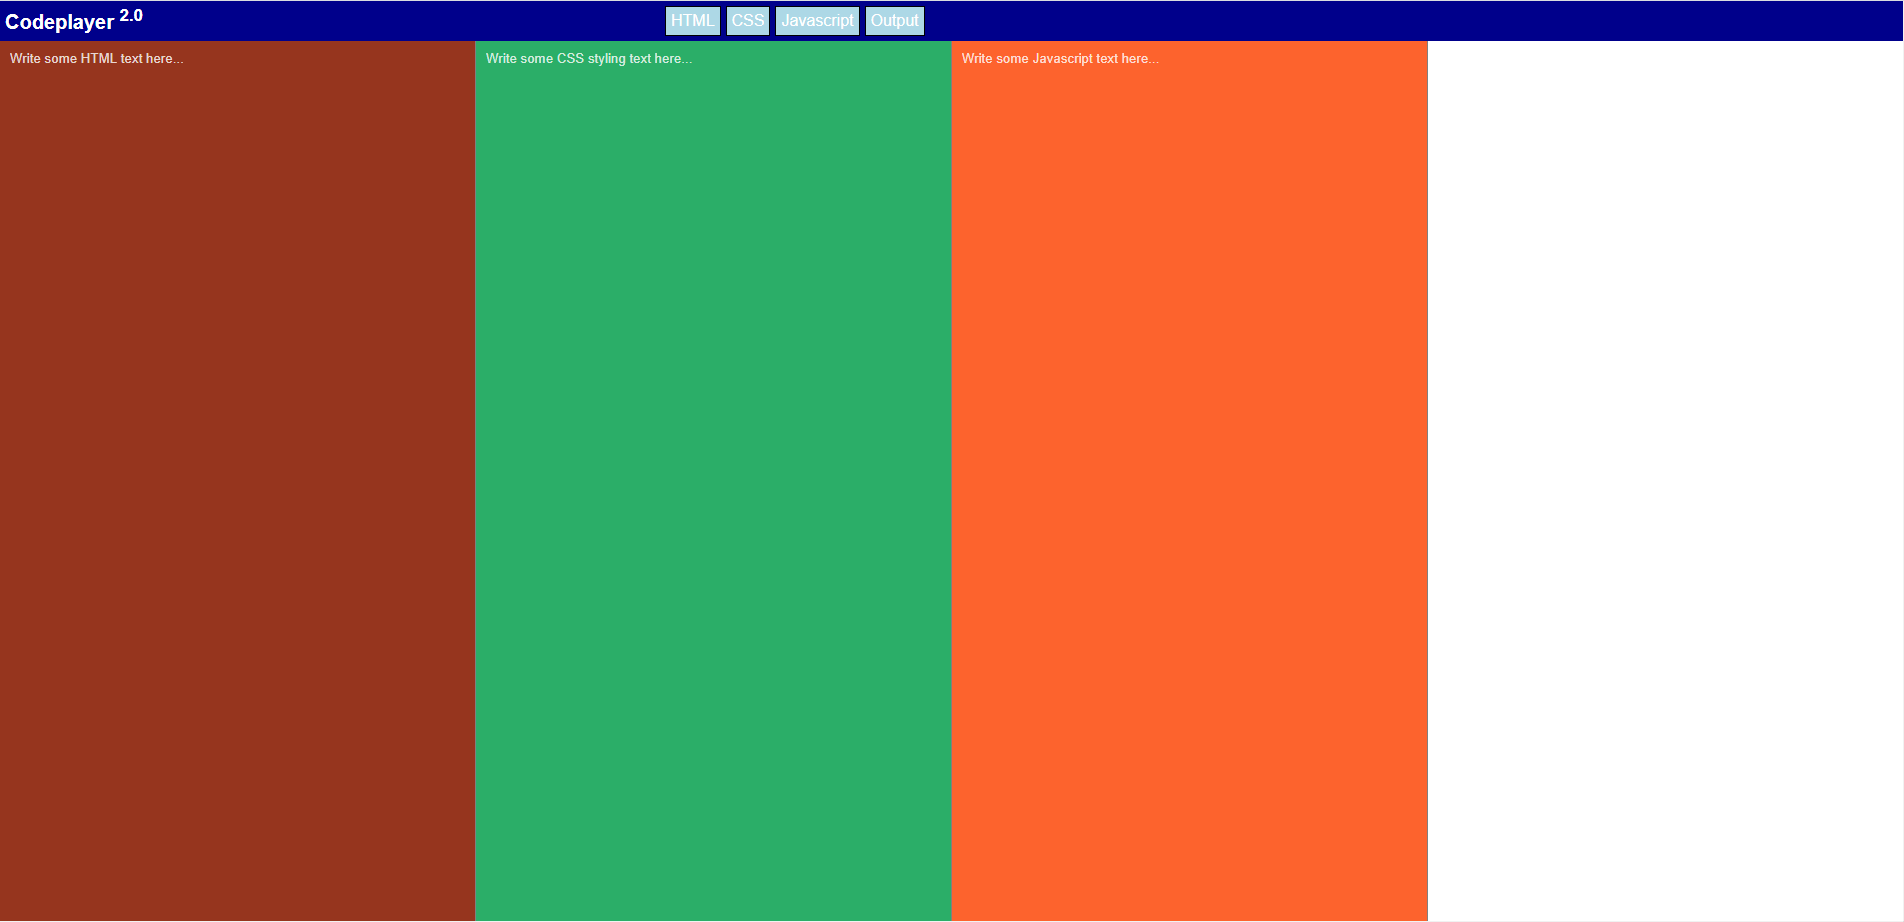 Codeplayer 2.0
HTML CSS Javascript Output
Write some HTML text here...
Write some CSS styling text here...
Write some Javascript text here...